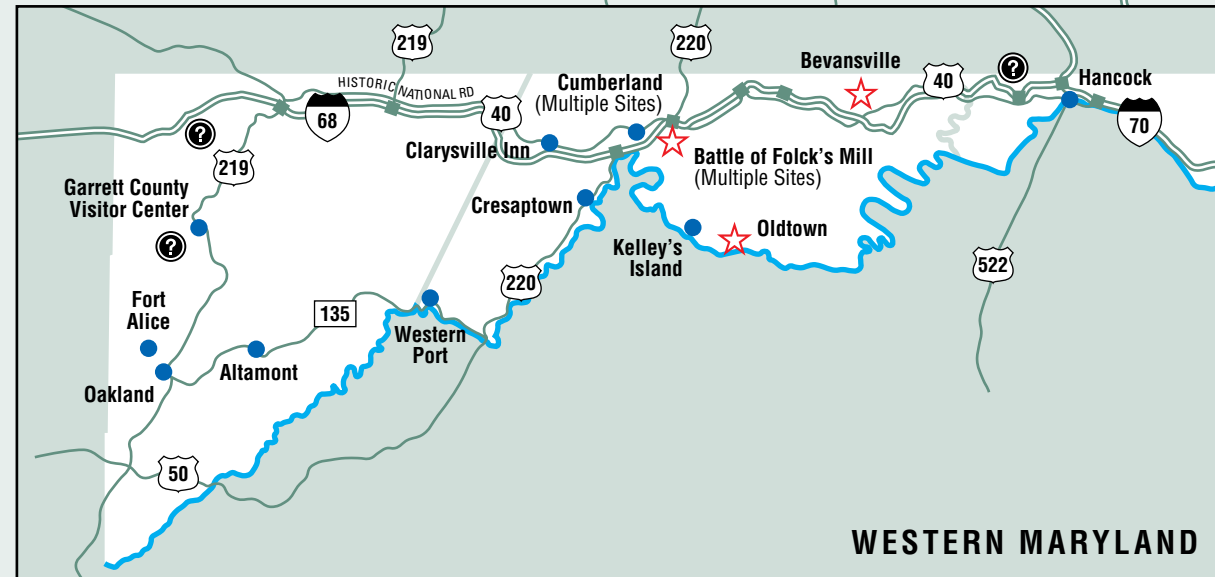 219
220
Bevansville
40
?
Hancock
HISTORIC NATIONAL RD
Cumberland
(Multiple Sites)
68
40
70
?
Clarysville Inn
219
Battle of Folck's Mill
(Multiple Sites)
Garrett County
Visitor Center
Cresaptown
?
Kelley's
Island
Oldtown
522
220
Fort
Alice
135
Western
Port
Altamont
Oakland
50
WESTERN MARYLAND